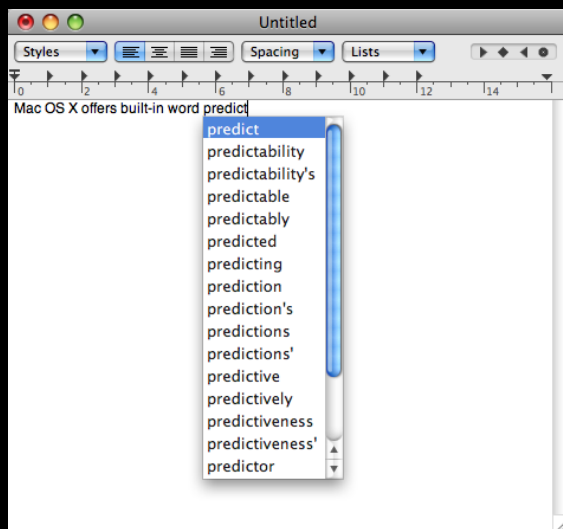 Untitled
Styles Spacing Lists
0 2 4 6 8 10 12 14
Mac OS X offers built-in word predict
predict
predictability
predictability's
predictable
predictably
predicted
predicting
prediction
prediction's
predictions
predictions'
predictive
predictively
predictiveness
predictiveness'
predictor